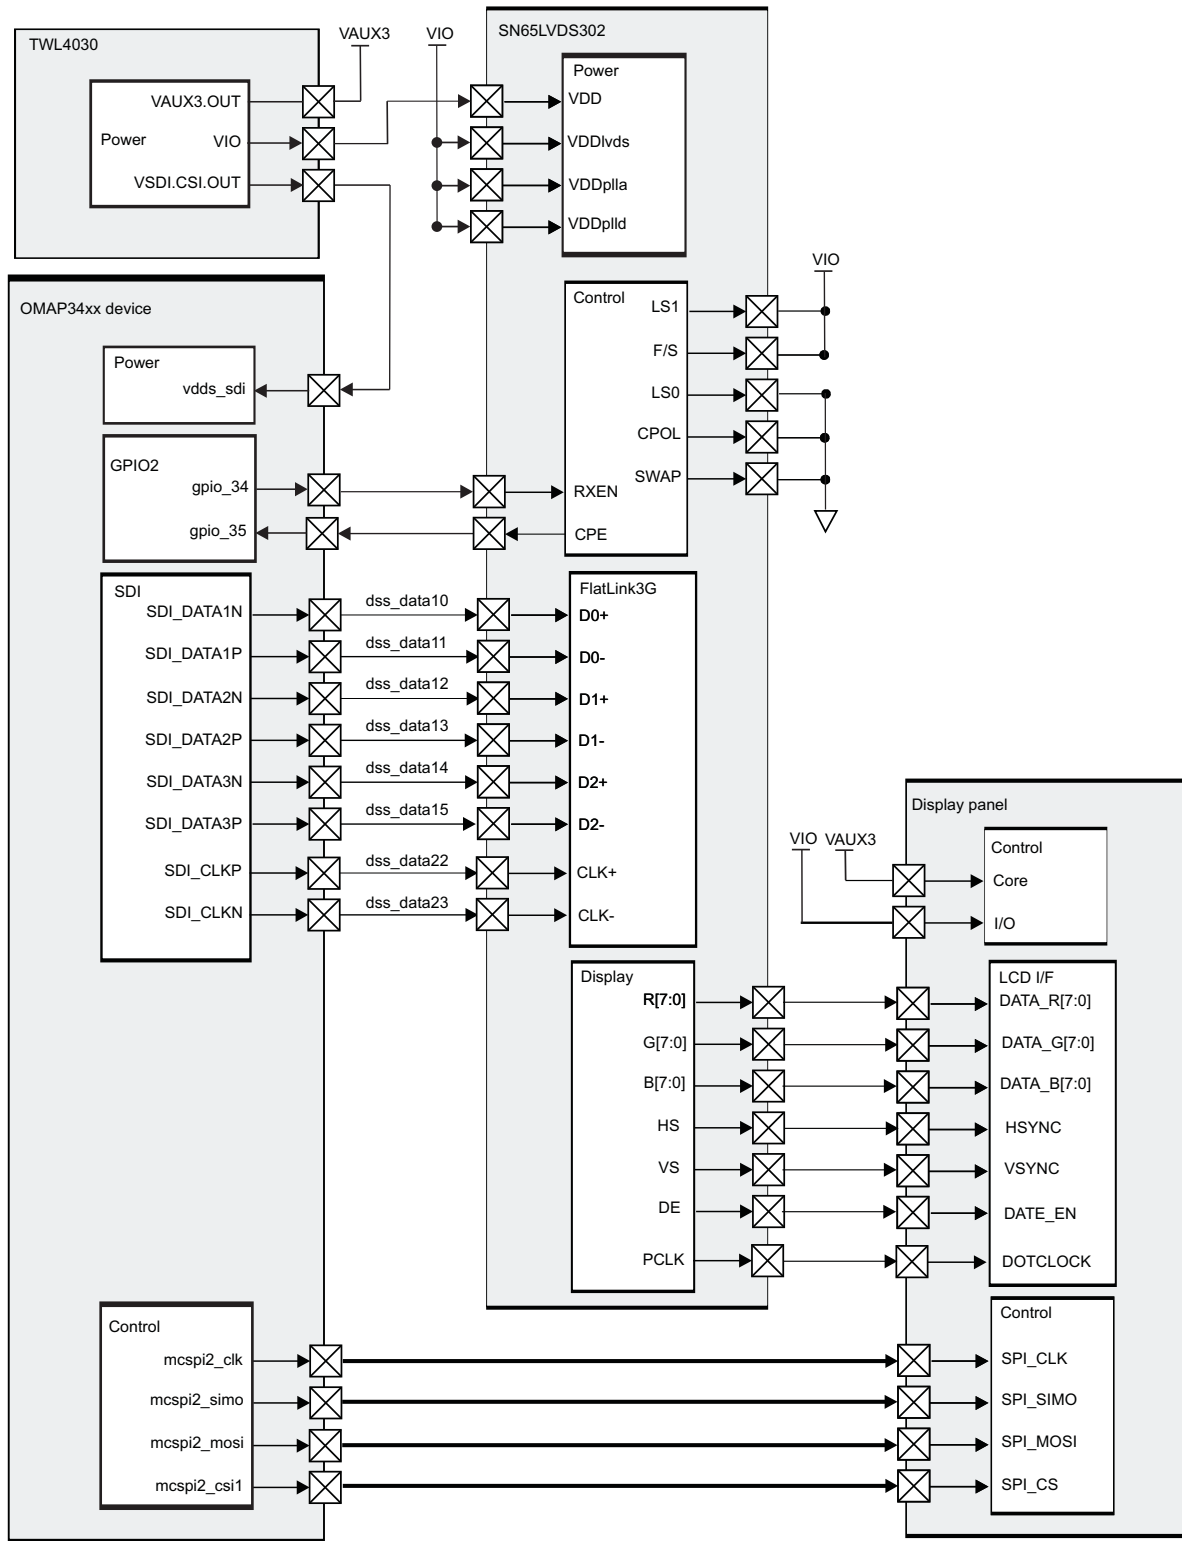 TWL4030
VAUX3
VIO
SN65LVDS302
Power
VAUX3.OUT
VIO
VSDI.CSI.OUT
Power
VDD
VDDlvds
VDDplla
VDDplld
VIO
Control
LS1
F/S
LS0
CPOL
SWAP
RXEN
CPE
OMAP34xx device
Power
vdds_sdi
GPIO2
gpio_34
gpio_35
SDI
SDI_DATA1N
SDI_DATA1P
SDI_DATA2N
SDI_DATA2P
SDI_DATA3N
SDI_DATA3P
SDI_CLKP
SDI_CLKN
dss_data10
dss_data11
dss_data12
dss_data13
dss_data14
dss_data15
dss_data22
dss_data23
FlatLink3G
D0+
D0-
D1+
D1-
D2+
D2-
CLK+
CLK-
Display
R[7:0]
G[7:0]
B[7:0]
HS
VS
DE
PCLK
Display panel
VIO
VAUX3
Control
Core
I/O
LCD I/F
DATA_R[7:0]
DATA_G[7:0]
DATA_B[7:0]
HSYNC
VSYNC
DATE_EN
DOTCLOCK
Control
mcspi2_clk
mcspi2_simo
mcspi2_mosi
mcspi2_csi1
Control
SPI_CLK
SPI_SIMO
SPI_MOSI
SPI_CS